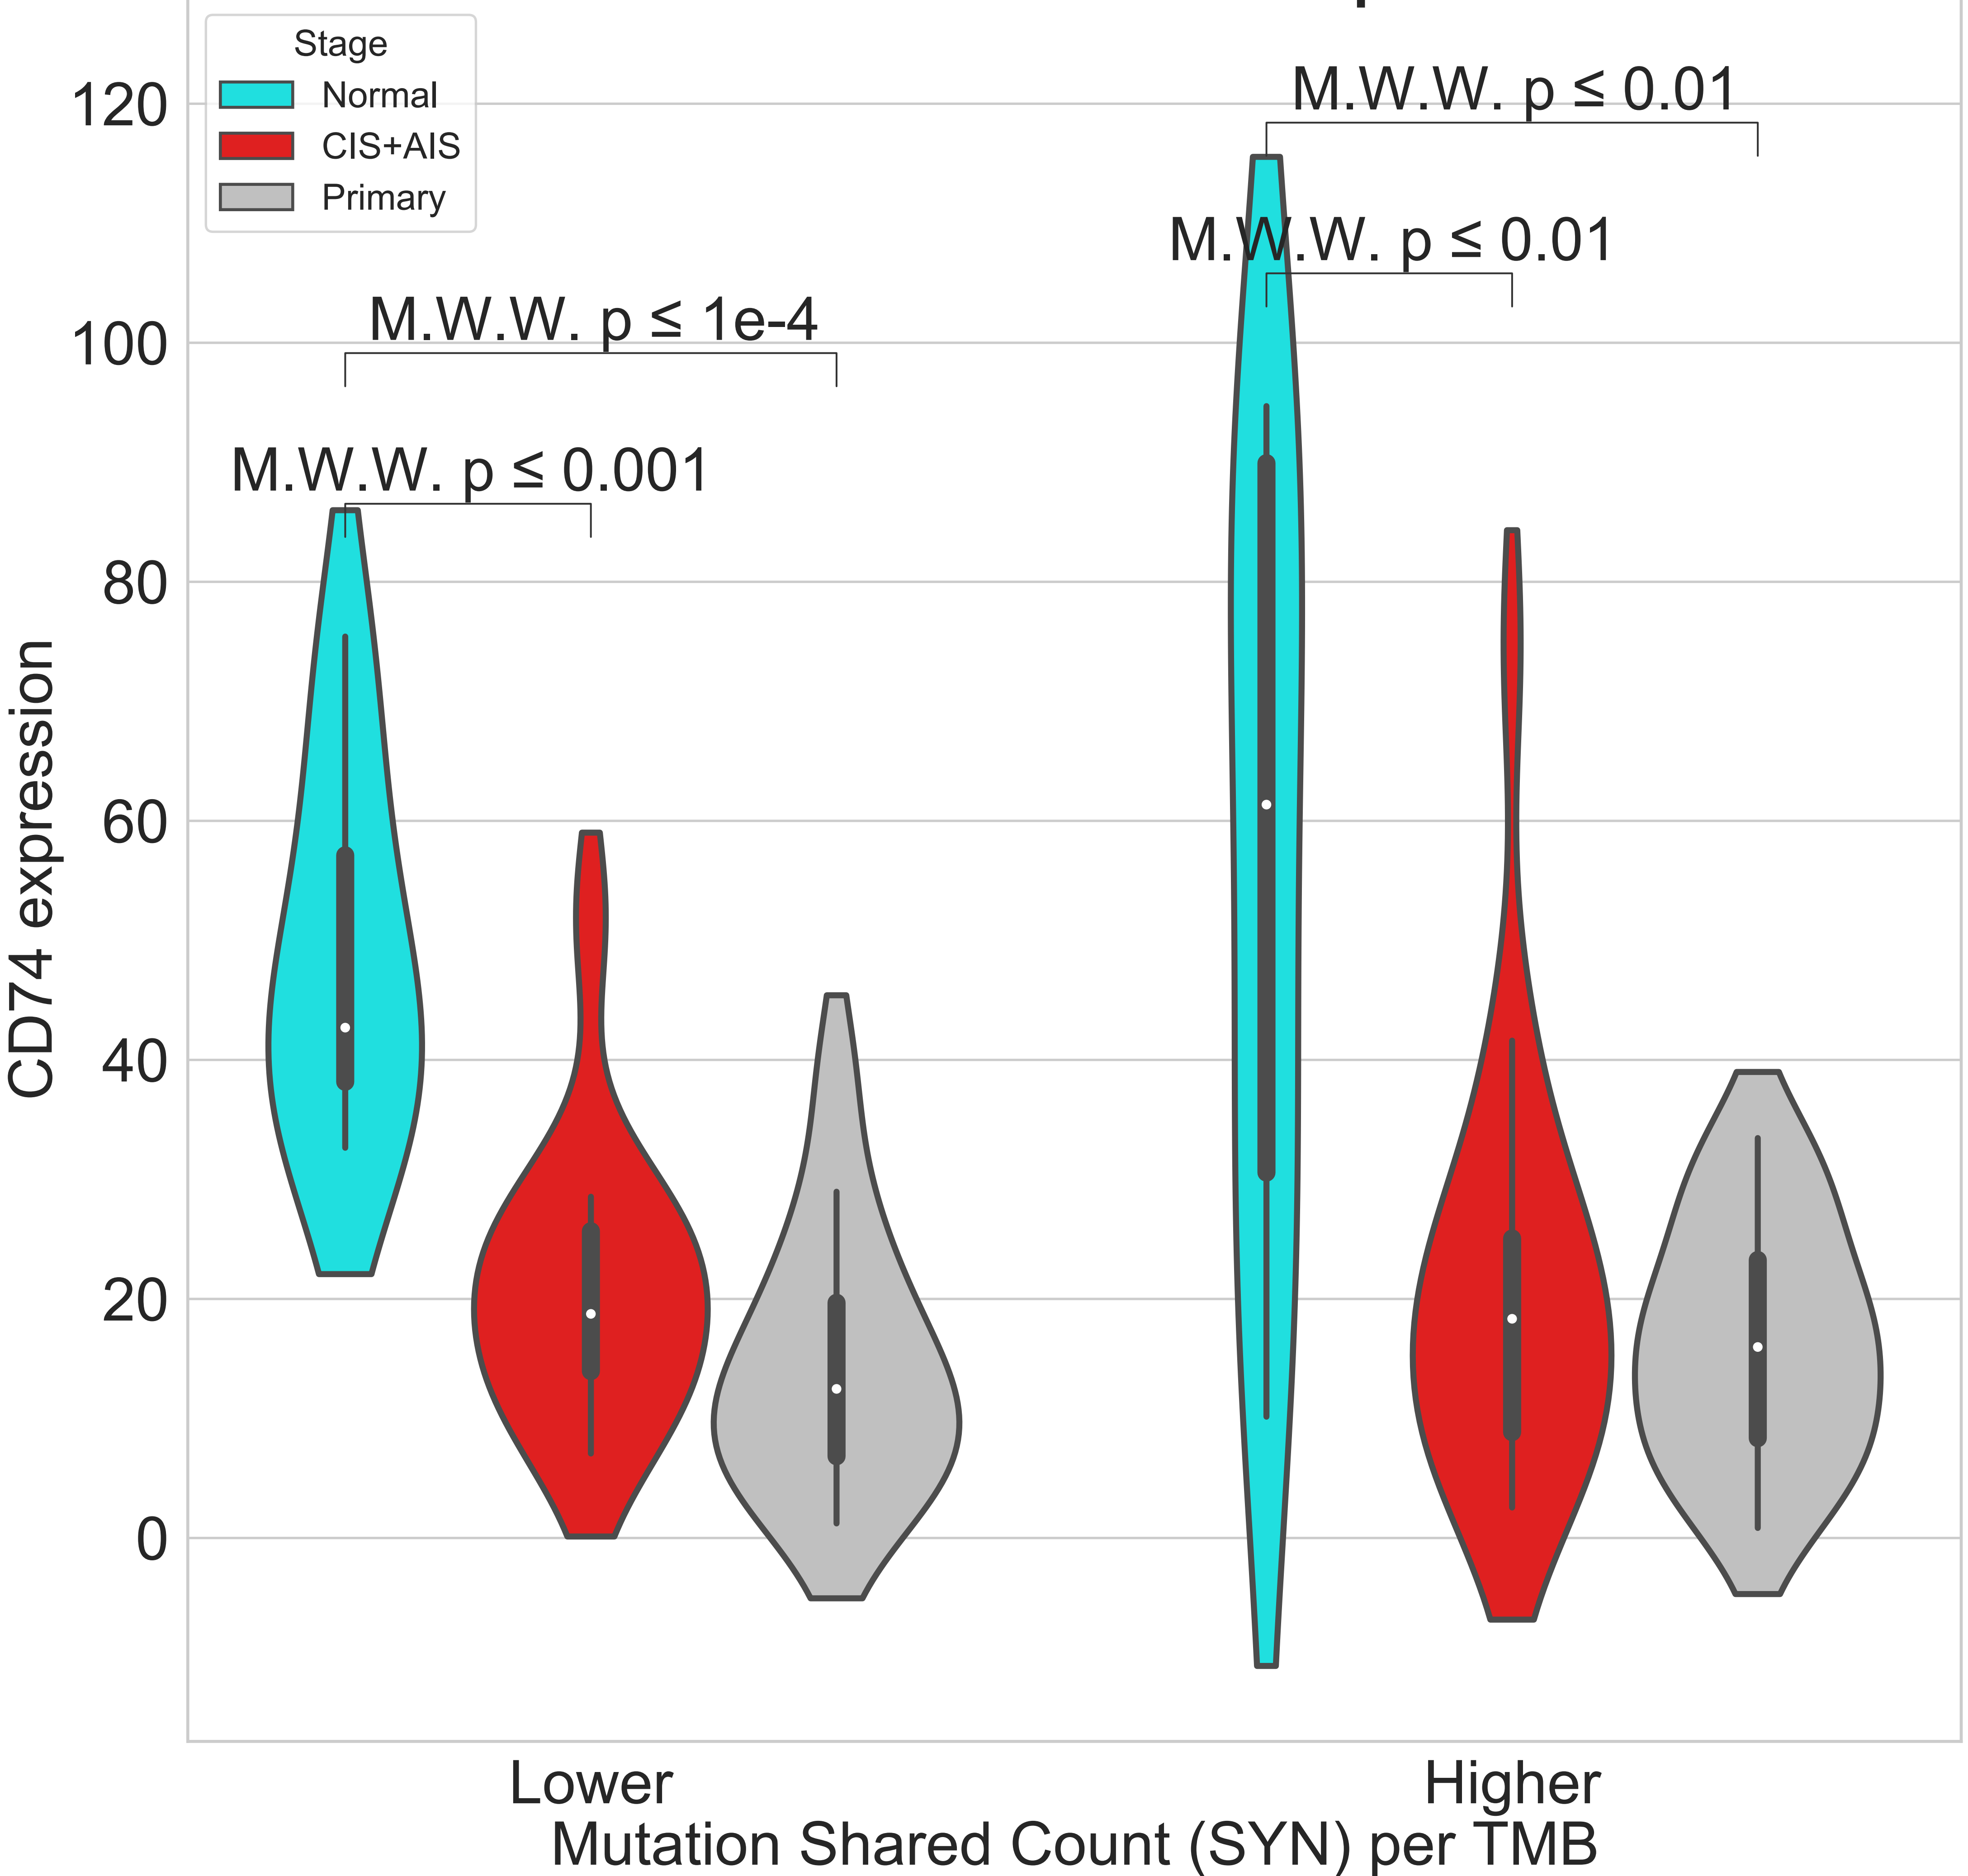 Stage
Normal
CIS+AIS
Primary
M.W.W. p ≤ 0.01
M.W.W. p ≤ 0.01
M.W.W. p ≤ 1e-4
M.W.W. p ≤ 0.001
120
100
80
60
40
20
0
CD74 expression
Lower
Higher
Mutation Shared Count (SYN) per TMB